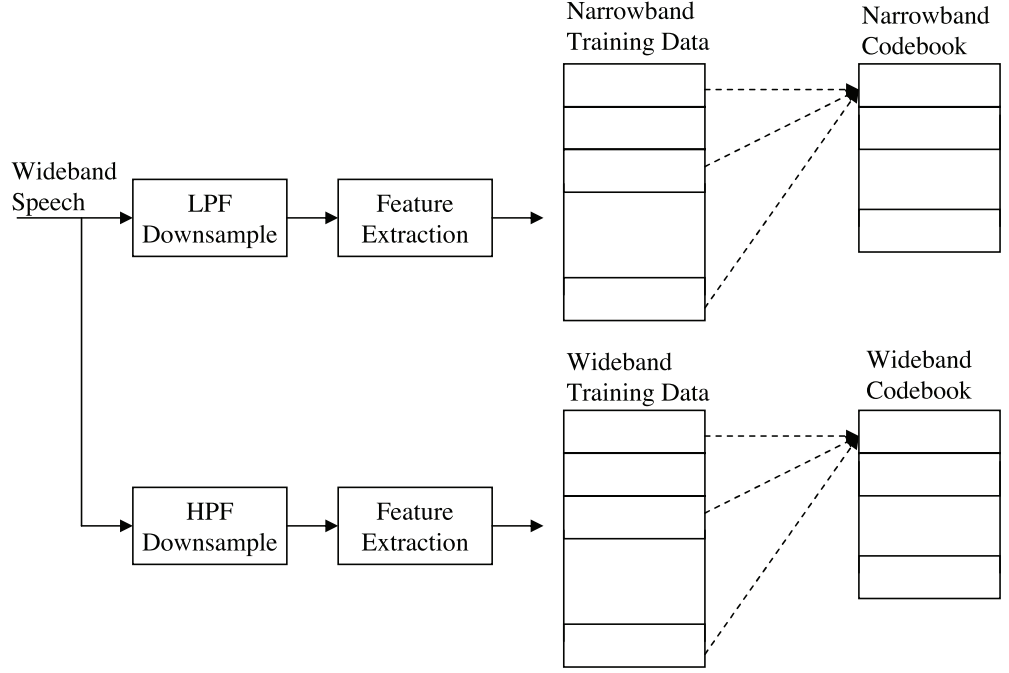 Narrowband
Training Data
Narrowband
Codebook
Wideband
Speech
LPF
Downsample
Feature
Extraction
Wideband
Training Data
Wideband
Codebook
HPF
Downsample
Feature
Extraction